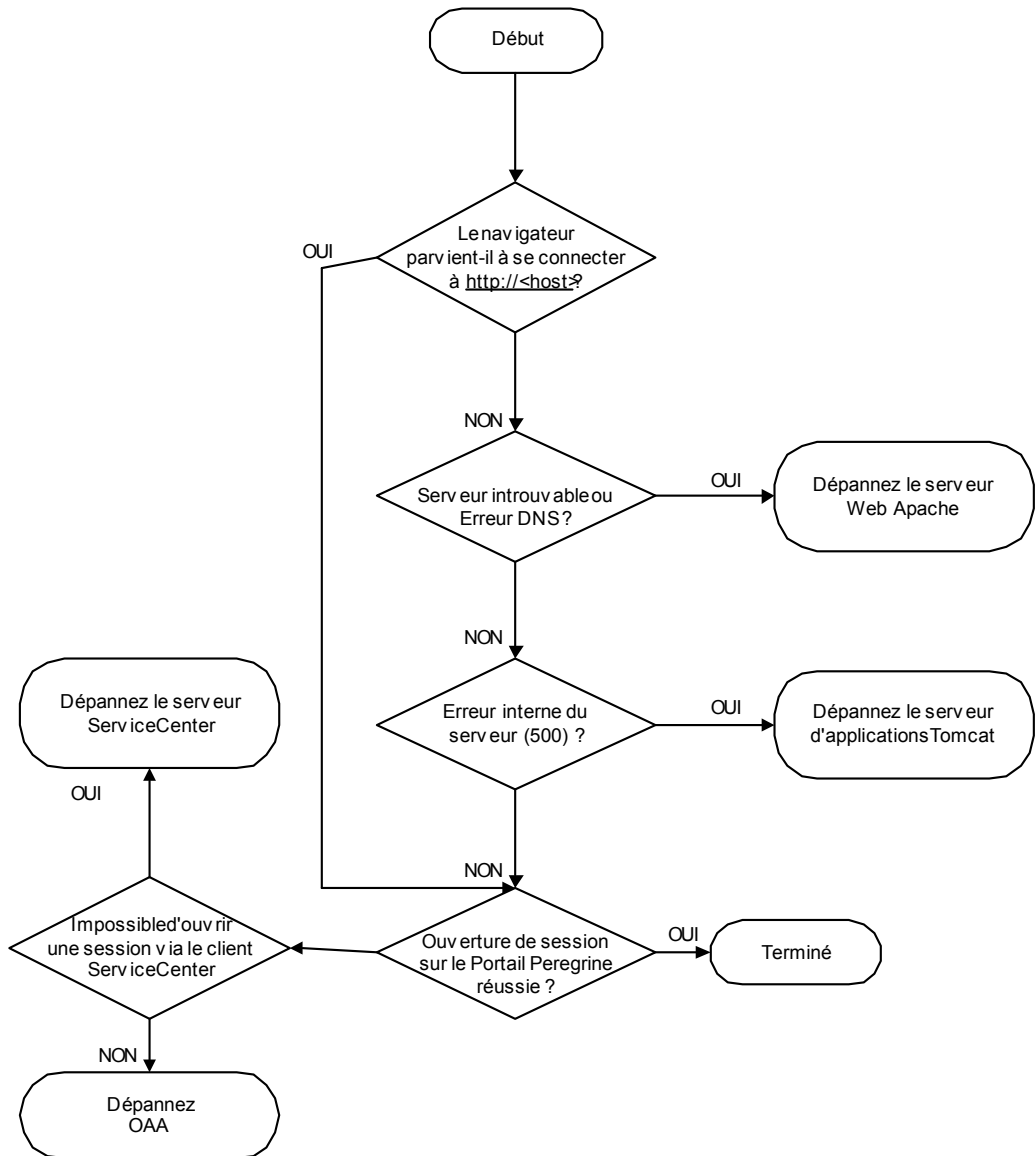 Début
Le navigateur
parvient-il à se connecter
à http://<host>?
OUI
NON
Serveur introuvable ou
Erreur DNS ?
OUI
Dépannez le serveur
Web Apache
NON
Erreur interne du
serveur (500) ?
OUI
Dépannez le serveur
d'applications Tomcat
NON
Ouverture de session
sur le Portail Peregrine
réussie ?
OUI
Terminé
Impossible d'ouvrir
une session via le client
ServiceCenter
OUI
Dépannez le serveur
ServiceCenter
NON
Dépannez
OAA